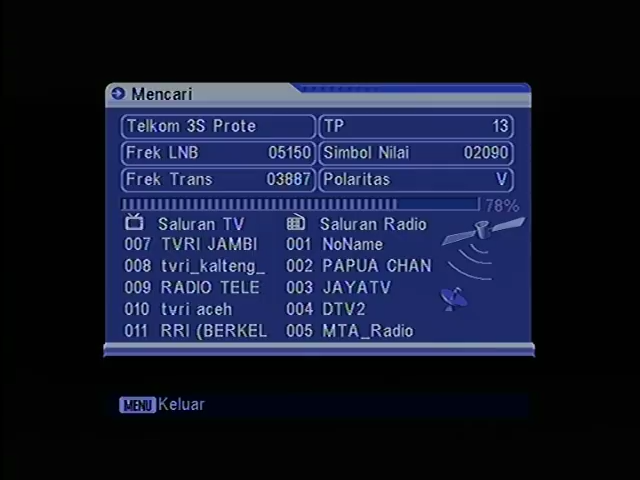 Mencari
Telkom 3S Prote TP 13
Frek LNB 05150 Simbol Nilai 02090
Frek Trans 03887 Polaritas V
78%
Saluran TV Saluran Radio
007 TVRI JAMBI 001 NoName
008 tvri_kalteng_ 002 PAPUA CHAN
009 RADIO TELE 003 JAYATV
010 tvri aceh 004 DTV2
011 RRI (BERKEL 005 MTA_Radio
MENU Keluar